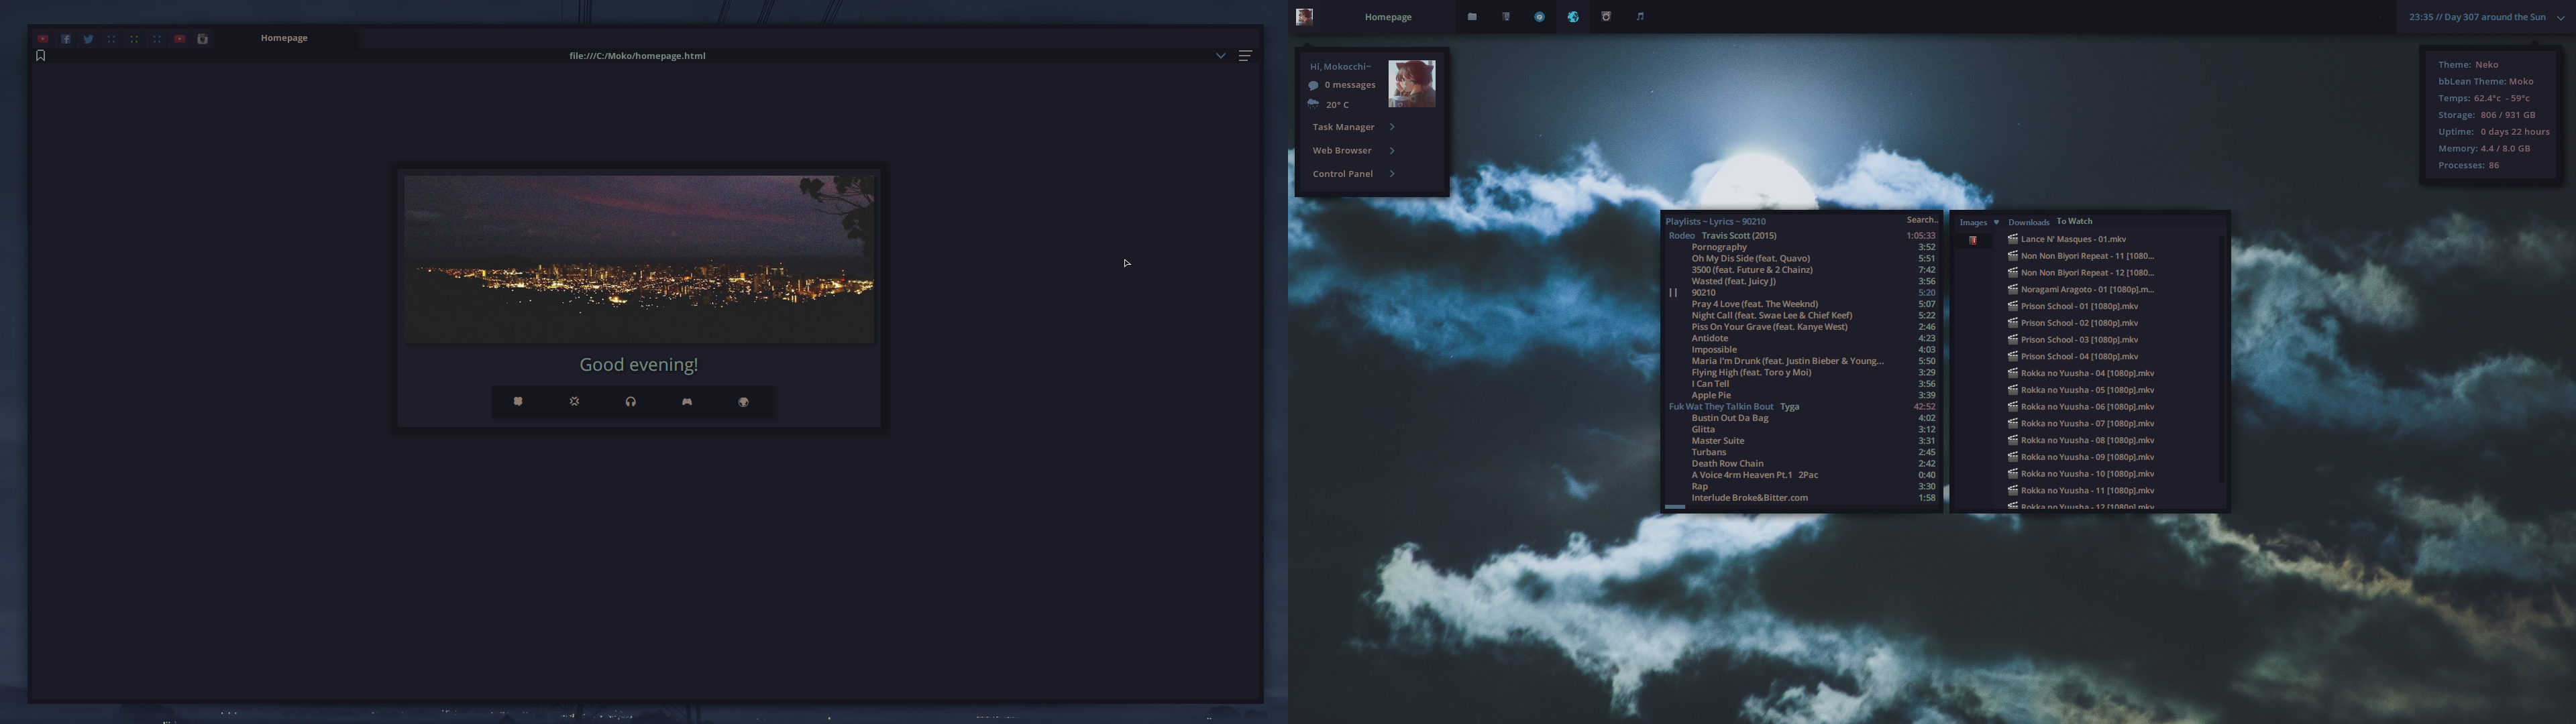 Homepage
file:///C:/Moko/homepage.html
Good evening!
Homepage
23:35 // Day 307 around the Sun
Hi, Mokocchi~
0 messages
20° C
Task Manager
Web Browser
Control Panel
Theme: Neko
bbLean Theme: Moko
Temps: 62.4°c - 59°c
Storage: 806 / 931 GB
Uptime: 0 days 22 hours
Memory: 4.4 / 8.0 GB
Processes: 86
Playlists ~ Lyrics ~ 90210 Search..
Rodeo Travis Scott (2015) 1:05:33
Pornography 3:52
Oh My Dis Side (feat. Quavo) 5:51
3500 (feat. Future & 2 Chainz) 7:42
Wasted (feat. Juicy J) 3:56
90210 5:20
Pray 4 Love (feat. The Weeknd) 5:07
Night Call (feat. Swae Lee & Chief Keef) 5:22
Piss On Your Grave (feat. Kanye West) 2:46
Antidote 4:23
Impossible 4:03
Maria I'm Drunk (feat. Justin Bieber & Young... 5:50
Flying High (feat. Toro y Moi) 3:29
I Can Tell 3:56
Apple Pie 3:39
Fuk Wat They Talkin Bout Tyga 42:52
Bustin Out Da Bag 4:02
Glitta 3:12
Master Suite 3:31
Turbans 2:45
Death Row Chain 2:42
A Voice 4rm Heaven Pt.1 2Pac 0:40
Rap 3:30
Interlude Broke&Bitter.com 1:58
Images ♥ Downloads To Watch
Lance N' Masques - 01.mkv
Non Non Biyori Repeat - 11 [1080...
Non Non Biyori Repeat - 12 [1080...
Noragami Aragoto - 01 [1080p].m...
Prison School - 01 [1080p].mkv
Prison School - 02 [1080p].mkv
Prison School - 03 [1080p].mkv
Prison School - 04 [1080p].mkv
Rokka no Yuusha - 04 [1080p].mkv
Rokka no Yuusha - 05 [1080p].mkv
Rokka no Yuusha - 06 [1080p].mkv
Rokka no Yuusha - 07 [1080p].mkv
Rokka no Yuusha - 08 [1080p].mkv
Rokka no Yuusha - 09 [1080p].mkv
Rokka no Yuusha - 10 [1080p].mkv
Rokka no Yuusha - 11 [1080p].mkv
Rokka no Yuusha - 12 [1080p].mkv